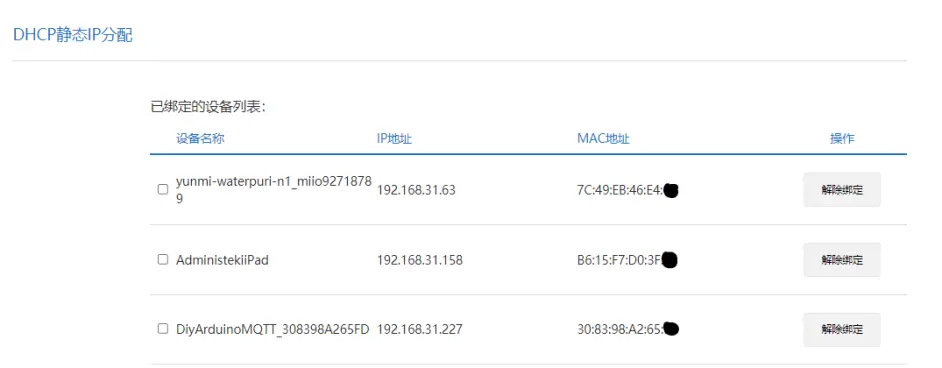 DHCP静态IP分配
已绑定的设备列表：
设备名称 IP地址 MAC地址 操作
yunmi-waterpuri-n1_miio9271878
9 192.168.31.63 7C:49:EB:46:E4: 解除绑定
AdministekiiPad 192.168.31.158 B6:15:F7:D0:3F 解除绑定
DiyArduinoMQTT_308398A265FD 192.168.31.227 30:83:98:A2:65: 解除绑定